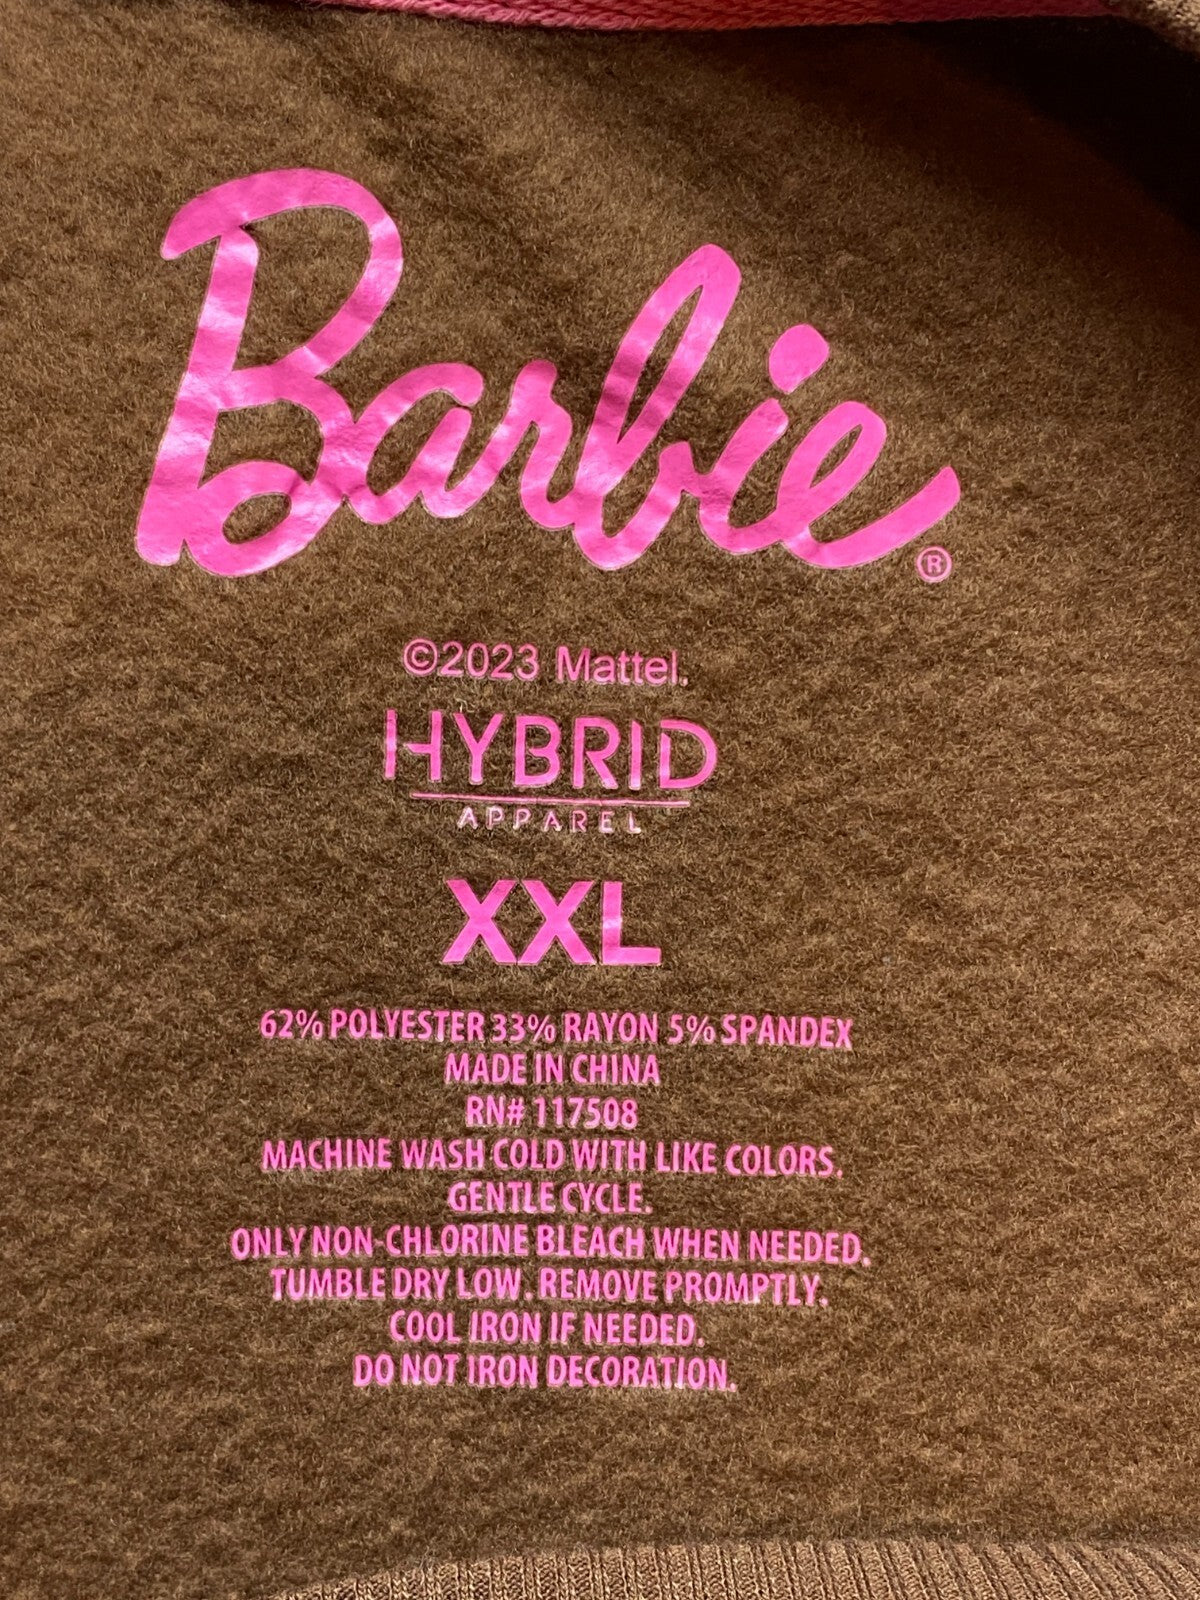 Barbie®
©2023 Mattel.
HYBRID
APPAREL
XXL
62% POLYESTER 33% RAYON 5% SPANDEX
MADE IN CHINA
RN# 117508
MACHINE WASH COLD WITH LIKE COLORS.
GENTLE CYCLE.
ONLY NON-CHLORINE BLEACH WHEN NEEDED.
TUMBLE DRY LOW. REMOVE PROMPTLY.
COOL IRON IF NEEDED.
DO NOT IRON DECORATION.